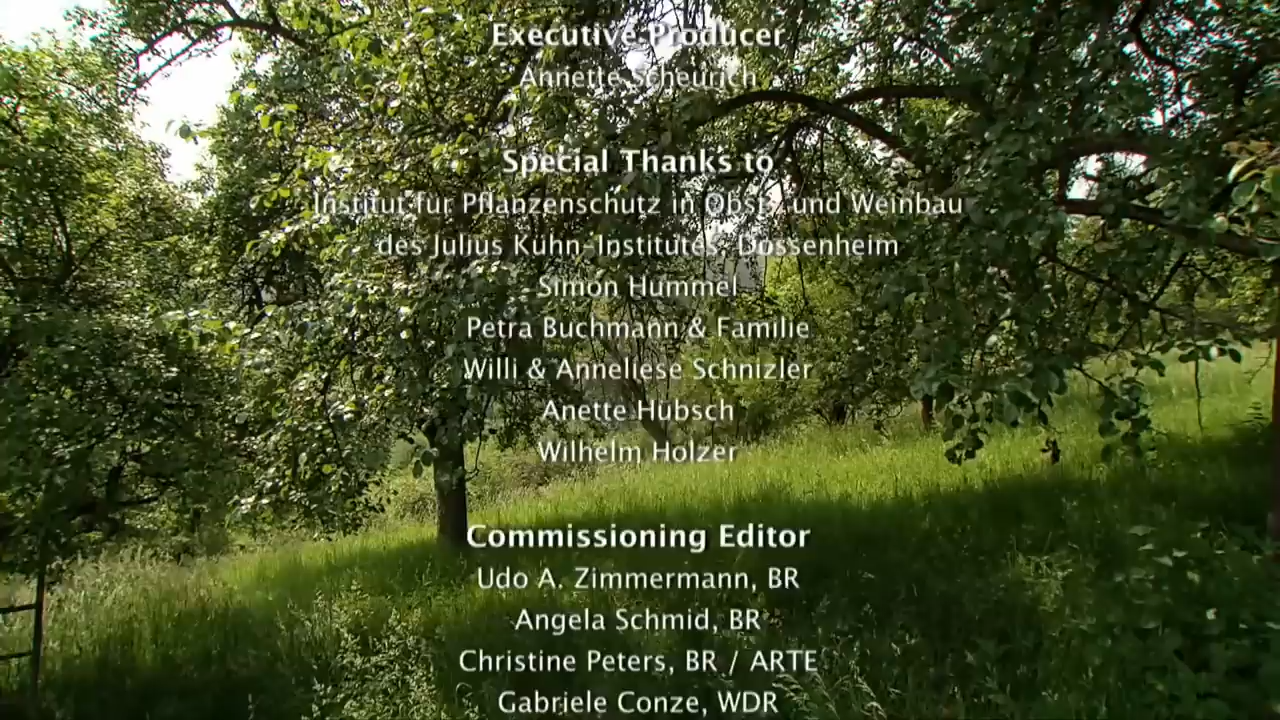 Executive Producer
Annette Scheurich
Special Thanks to
Institut für Pflanzenschutz in Obst- und Weinbau
des Julius Kühn-Institutes, Dossenheim
Simon Hummel
Petra Buchmann & Familie
Willi & Anneliese Schnizler
Anette Hübsch
Wilhelm Holzer
Commissioning Editor
Udo A. Zimmermann, BR
Angela Schmid, BR
Christine Peters, BR / ARTE
Gabriele Conze, WDR